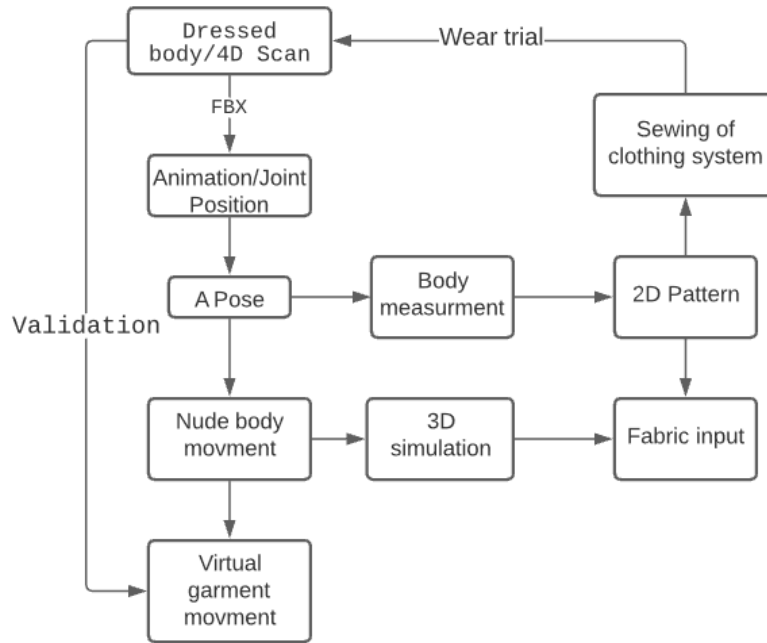 Dressed
body/4D Scan
Wear trial
FBX
Sewing of
clothing system
Animation/Joint
Position
A Pose
Body
measurment
2D Pattern
Validation
Nude body
movment
3D
simulation
Fabric input
Virtual
garment
movment